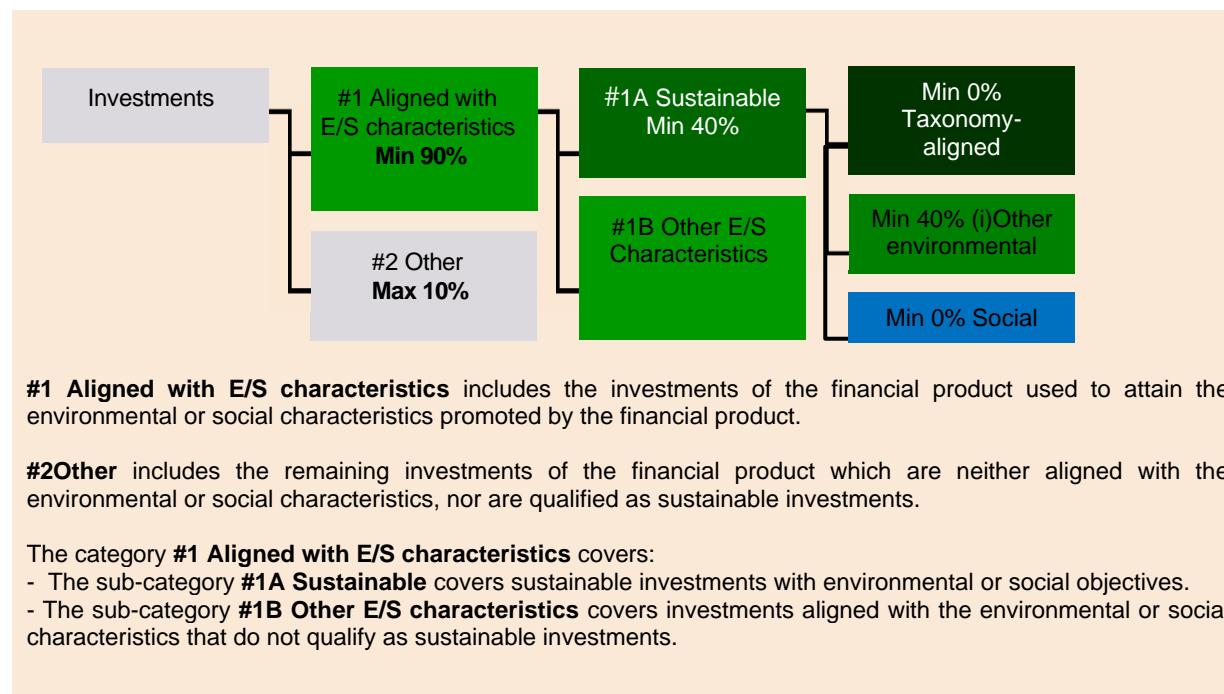 Investments
#1 Aligned with
E/S characteristics
Min 90%
#2 Other
Max 10%
#1A Sustainable
Min 40%
#1B Other E/S
Characteristics
Min 0%
Taxonomy-
aligned
Min 40% (i)Other
environmental
Min 0% Social
#1 Aligned with E/S characteristics includes the investments of the financial product used to attain the
environmental or social characteristics promoted by the financial product.
#2Other includes the remaining investments of the financial product which are neither aligned with the
environmental or social characteristics, nor are qualified as sustainable investments.
The category #1 Aligned with E/S characteristics covers:
- The sub-category #1A Sustainable covers sustainable investments with environmental or social objectives.
- The sub-category #1B Other E/S characteristics covers investments aligned with the environmental or social
characteristics that do not qualify as sustainable investments.